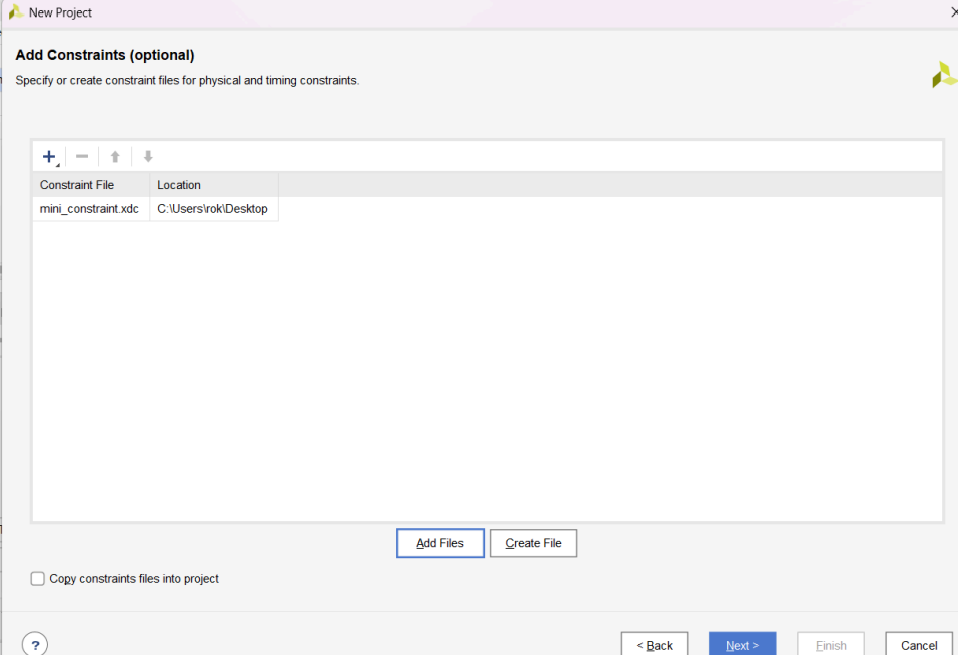 New Project
Add Constraints (optional)
Specify or create constraint files for physical and timing constraints.
Constraint File Location
mini_constraint.xdc C:\Users\rok\Desktop
Add Files Create File
Copy constraints files into project
? < Back Next > Finish Cancel